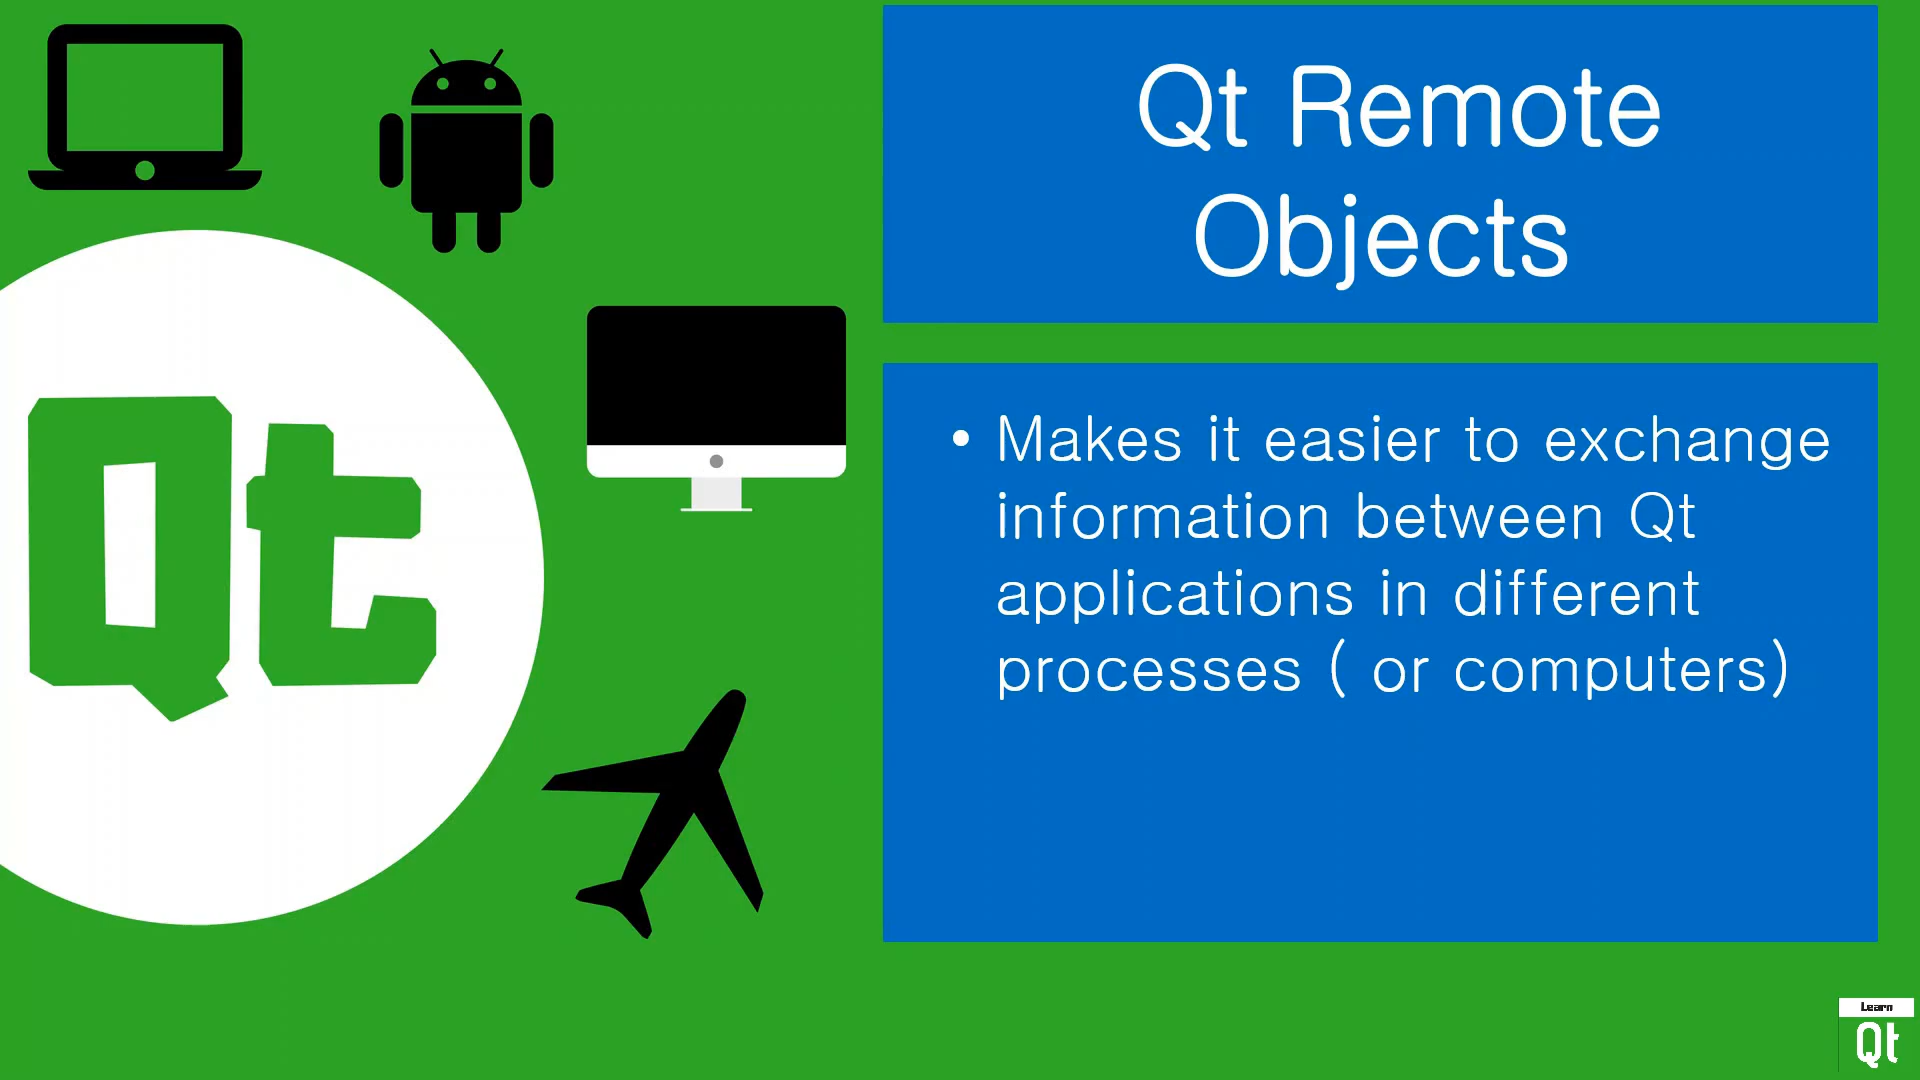 Qt
Qt Remote
Objects
• Makes it easier to exchange
information between Qt
applications in different
processes ( or computers)
Learn
Qt